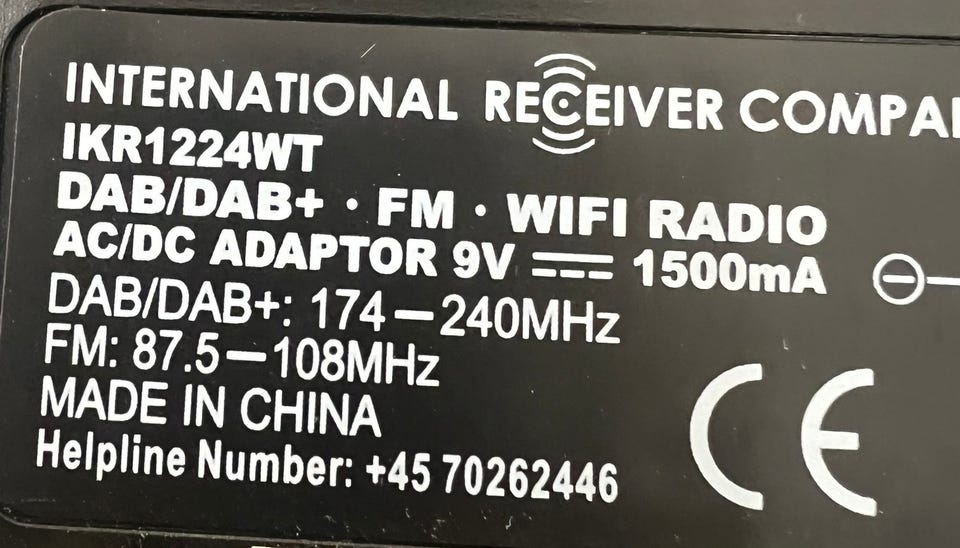 INTERNATIONAL RECEIVER COMPA
IKR1224WT
DAB/DAB+ · FM · WIFI RADIO
AC/DC ADAPTOR 9V ⎓ 1500mA
DAB/DAB+: 174—240MHz
FM: 87.5—108MHz
MADE IN CHINA
Helpline Number: +45 70262446
CE